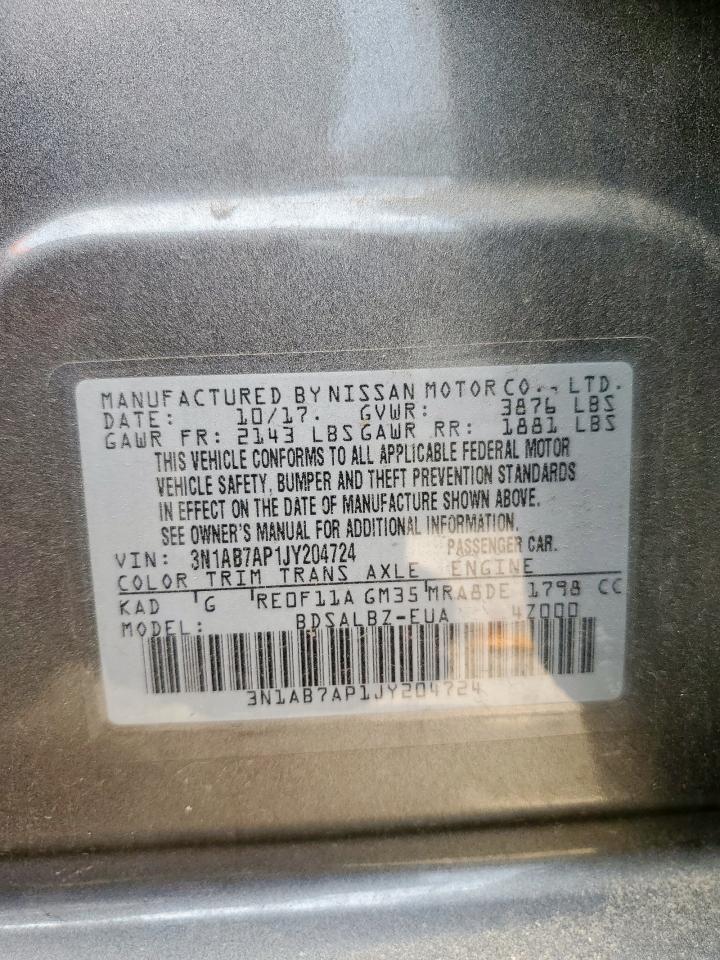 MANUFACTURED BY NISSAN MOTOR CO., LTD.
DATE: 10/17. GVWR: 3876 LBS
GAWR FR: 2143 LBS GAWR RR: 1881 LBS
THIS VEHICLE CONFORMS TO ALL APPLICABLE FEDERAL MOTOR
VEHICLE SAFETY, BUMPER AND THEFT PREVENTION STANDARDS
IN EFFECT ON THE DATE OF MANUFACTURE SHOWN ABOVE.
SEE OWNER'S MANUAL FOR ADDITIONAL INFORMATION.
VIN: 3N1AB7AP1JY204724 PASSENGER CAR.
COLOR TRIM TRANS AXLE ENGINE
KAD G RE0F11A GM35 MRA8DE 1798 CC
MODEL: BDSALBZ-EUA 4Z000
3N1AB7AP1JY204724